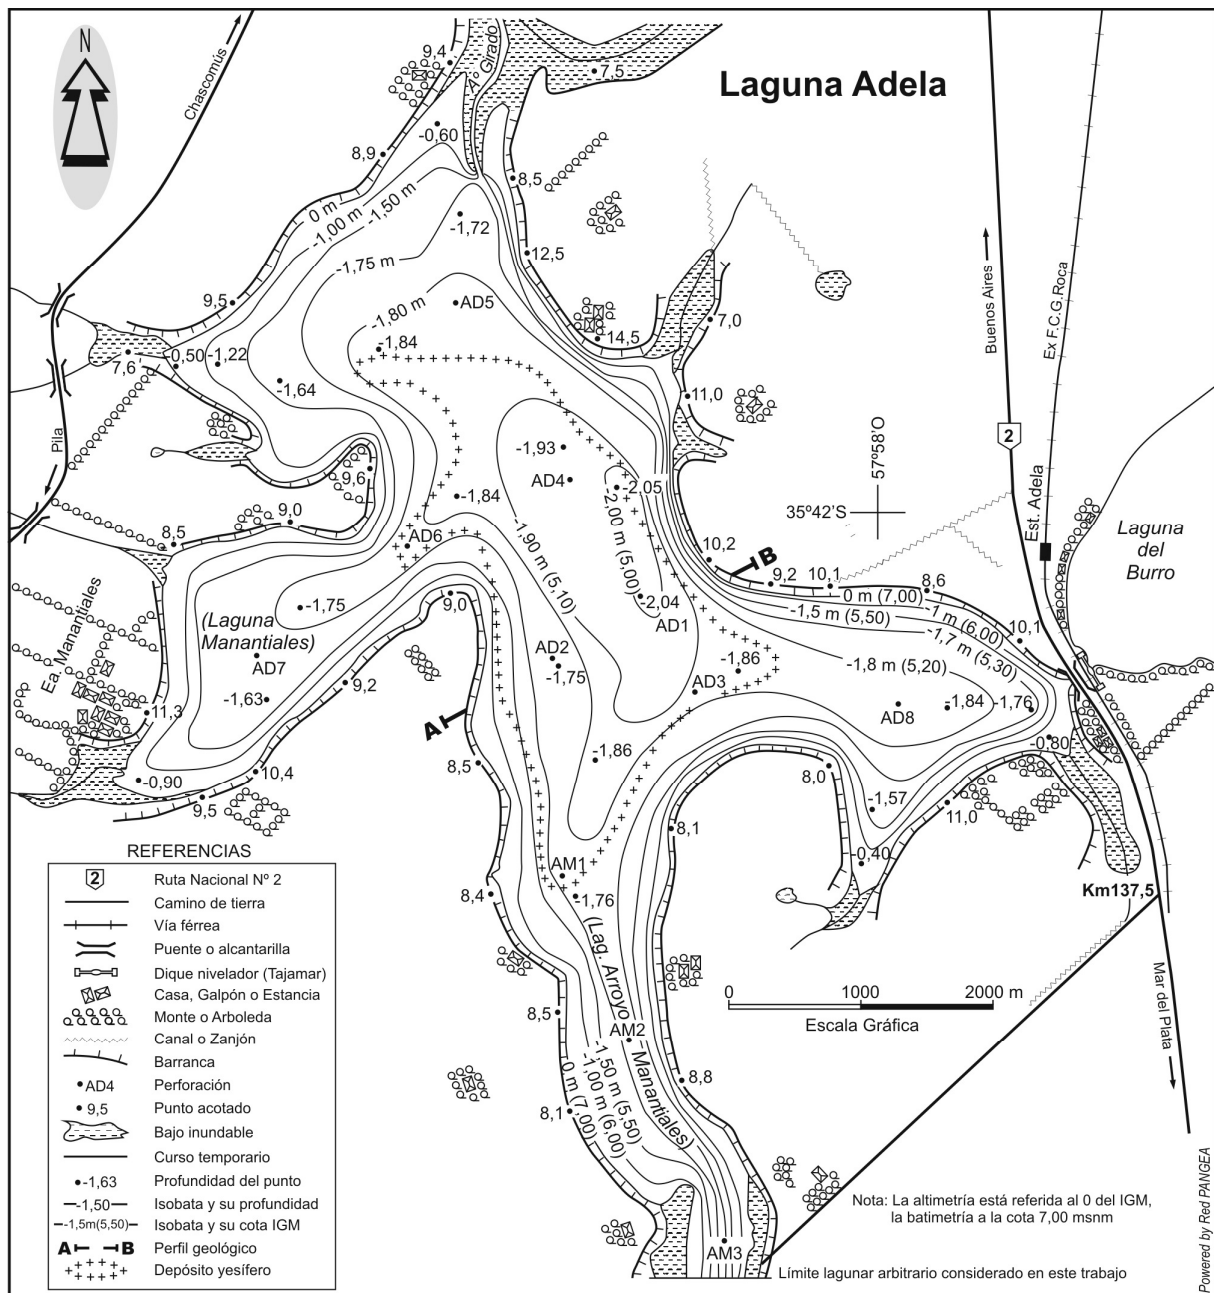 Laguna Adela
N
Chascomús
Aº Girado
9,4
7,5
-0,60
8,9
8,5
0 m
-1,00 m
-1,50 m
-1,72
12,5
-1,75 m
9,5
-1,80 m
AD5
14,5
7,0
7,6
-0,50
-1,22
-1,84
-1,64
11,0
Buenos Aires
Ex F.C.G.Roca
2
Pila
-1,93
AD4
-2,05
-2,00 m (5,00)
57º58'O
35º42'S
9,6
-1,84
9,0
8,5
AD6
-1,90 m (5,10)
Est. Adela
Laguna
del
Burro
10,2
B
9,2
10,1
8,6
0 m (7,00)
-1 m (6,00)
-1,5 m (5,50)
-1,7 m (5,30)
-1,8 m (5,20)
10,1
Ea. Manantiales
-1,75
9,0
-2,04
AD1
(Laguna
Manantiales)
AD7
-1,63
9,2
AD2
-1,75
-1,86
AD3
AD8
-1,84
-1,76
11,3
A
-0,80
-0,90
10,4
9,5
8,5
-1,86
8,0
-1,57
11,0
8,1
-0,40
AM1
-1,76
8,4
Km137,5
(Lag. Arroyo
Manantiales)
8,5
AM2
-1,50 m (5,50)
-1,00 m (6,00)
0 m (7,00)
8,8
8,1
AM3
0 1000 2000 m
Escala Gráfica
Mar del Plata
REFERENCIAS
2 Ruta Nacional Nº 2
Camino de tierra
Vía férrea
Puente o alcantarilla
Dique nivelador (Tajamar)
Casa, Galpón o Estancia
Monte o Arboleda
Canal o Zanjón
Barranca
AD4 Perforación
9,5 Punto acotado
Bajo inundable
Curso temporario
-1,63 Profundidad del punto
-1,50 Isobata y su profundidad
-1,5m(5,50) Isobata y su cota IGM
A B Perfil geológico
Depósito yesífero
Nota: La altimetría está referida al 0 del IGM,
la batimetría a la cota 7,00 msnm
Límite lagunar arbitrario considerado en este trabajo
Powered by Red PANGEA